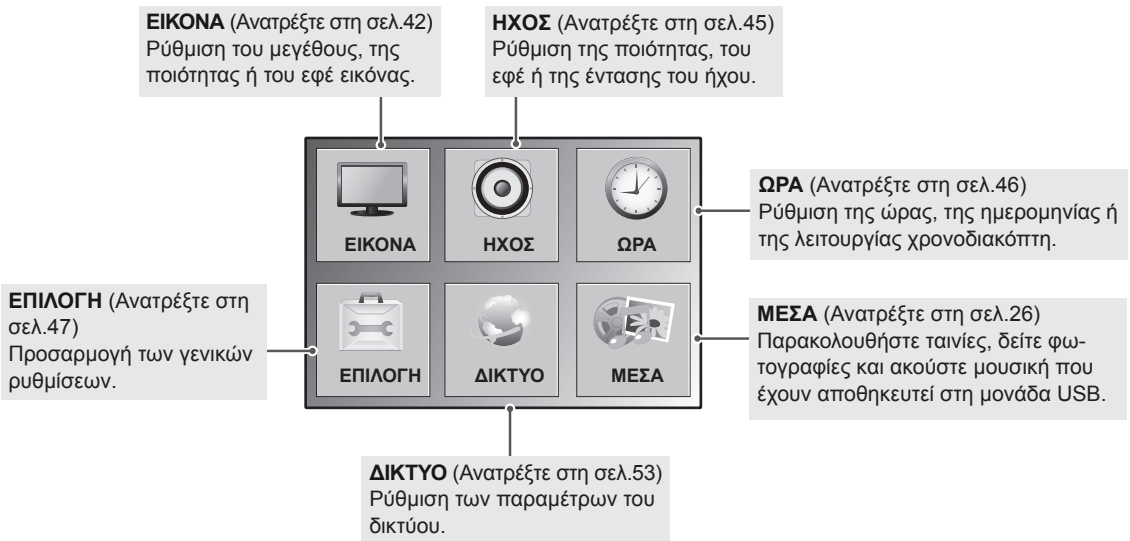 ΕΙΚΟΝΑ (Ανατρέξτε στη σελ.42)
Ρύθμιση του μεγέθους, της
ποιότητας ή του εφέ εικόνας.
ΗΧΟΣ (Ανατρέξτε στη σελ.45)
Ρύθμιση της ποιότητας, του
εφέ ή της έντασης του ήχου.
ΕΙΚΟΝΑ
ΗΧΟΣ
ΩΡΑ
ΩΡΑ (Ανατρέξτε στη σελ.46)
Ρύθμιση της ώρας, της ημερομηνίας ή
της λειτουργίας χρονοδιακόπτη.
ΕΠΙΛΟΓΗ (Ανατρέξτε στη
σελ.47)
Προσαρμογή των γενικών
ρυθμίσεων.
ΕΠΙΛΟΓΗ
ΔΙΚΤΥΟ
ΜΕΣΑ
ΜΕΣΑ (Ανατρέξτε στη σελ.26)
Παρακολουθήστε ταινίες, δείτε φω-
τογραφίες και ακούστε μουσική που
έχουν αποθηκευτεί στη μονάδα USB.
ΔΙΚΤΥΟ (Ανατρέξτε στη σελ.53)
Ρύθμιση των παραμέτρων του
δικτύου.